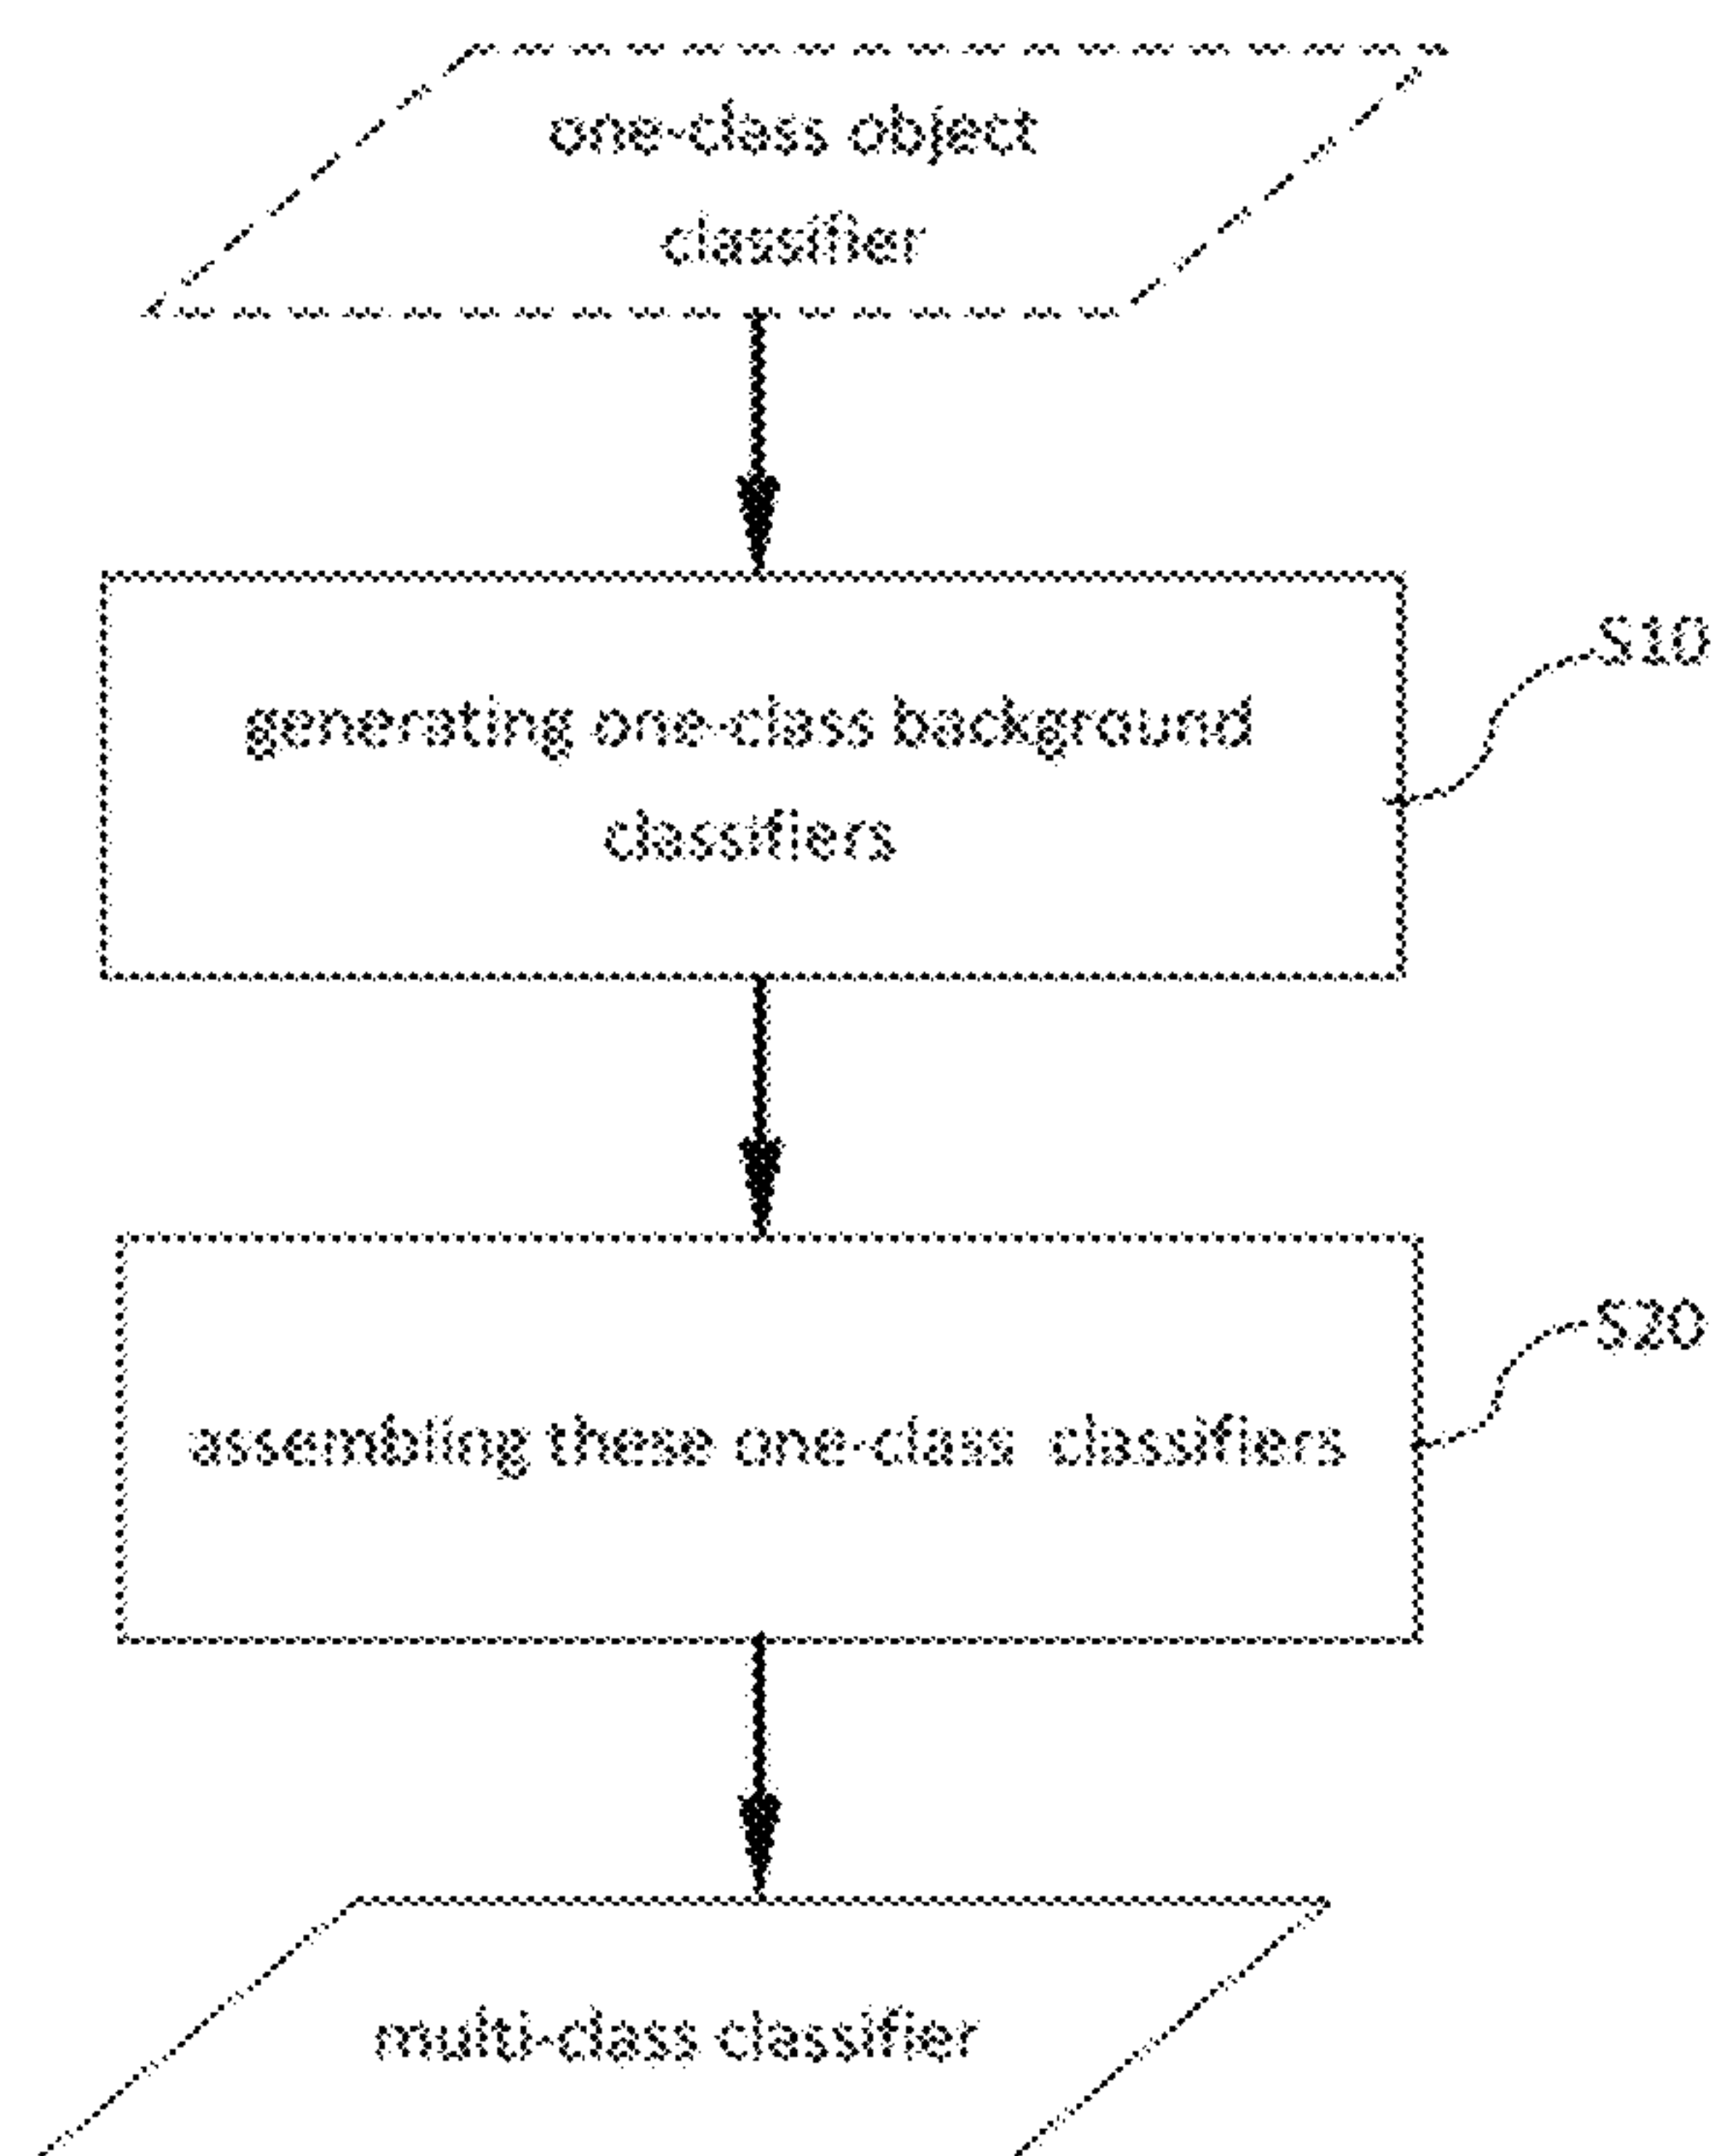 one-class object
classifier
S10
generating one-class background
classifiers
S20
assembling these one-class classifiers
multi-class classifier